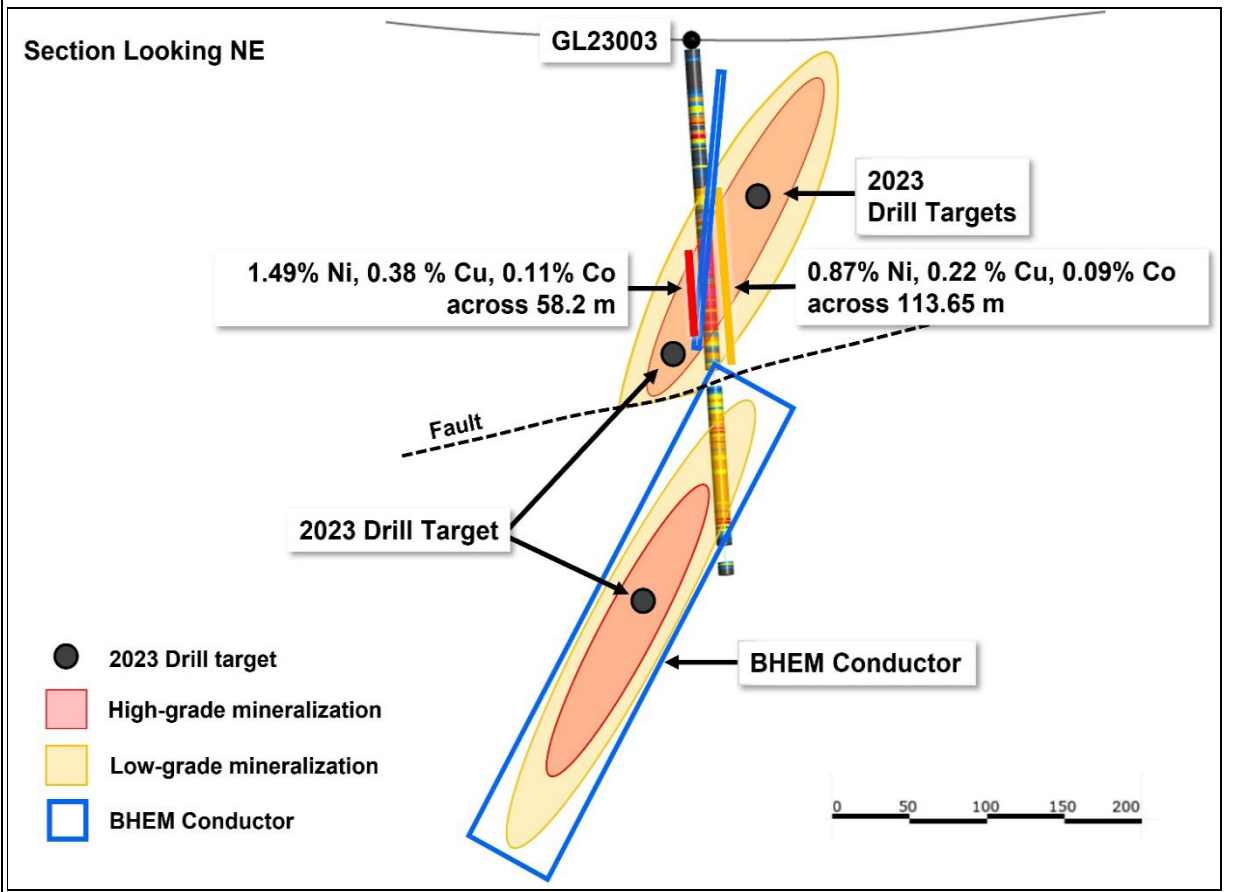 Section Looking NE
GL23003
2023
Drill Targets
1.49% Ni, 0.38 % Cu, 0.11% Co
across 58.2 m
0.87% Ni, 0.22 % Cu, 0.09% Co
across 113.65 m
Fault
2023 Drill Target
BHEM Conductor
2023 Drill target
High-grade mineralization
Low-grade mineralization
BHEM Conductor
0 50 100 150 200